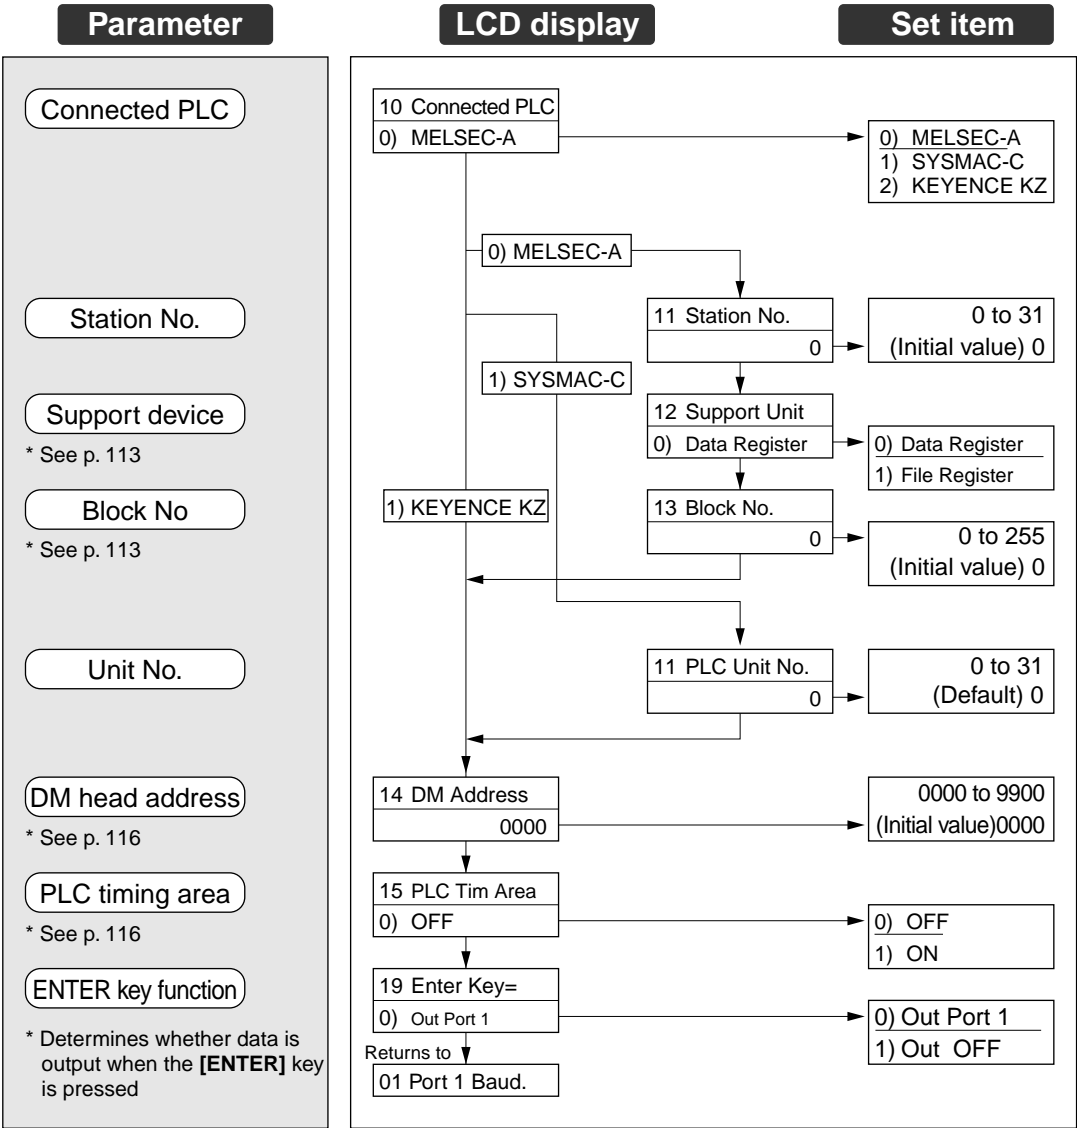 Parameter
LCD display
Set item
Connected PLC
10 Connected PLC
0) MELSEC-A
0) MELSEC-A
1) SYSMAC-C
2) KEYENCE KZ
0) MELSEC-A
Station No.
11 Station No.
0
0 to 31
(Initial value) 0
1) SYSMAC-C
Support device
* See p. 113
12 Support Unit
0) Data Register
0) Data Register
1) File Register
Block No
* See p. 113
1) KEYENCE KZ
13 Block No.
0
0 to 255
(Initial value) 0
Unit No.
11 PLC Unit No.
0
0 to 31
(Default) 0
DM head address
* See p. 116
14 DM Address
0000
0000 to 9900
(Initial value)0000
PLC timing area
* See p. 116
15 PLC Tim Area
0) OFF
0) OFF
1) ON
ENTER key function
* Determines whether data is
output when the [ENTER] key
is pressed
19 Enter Key=
0) Out Port 1
0) Out Port 1
1) Out OFF
Returns to
01 Port 1 Baud.